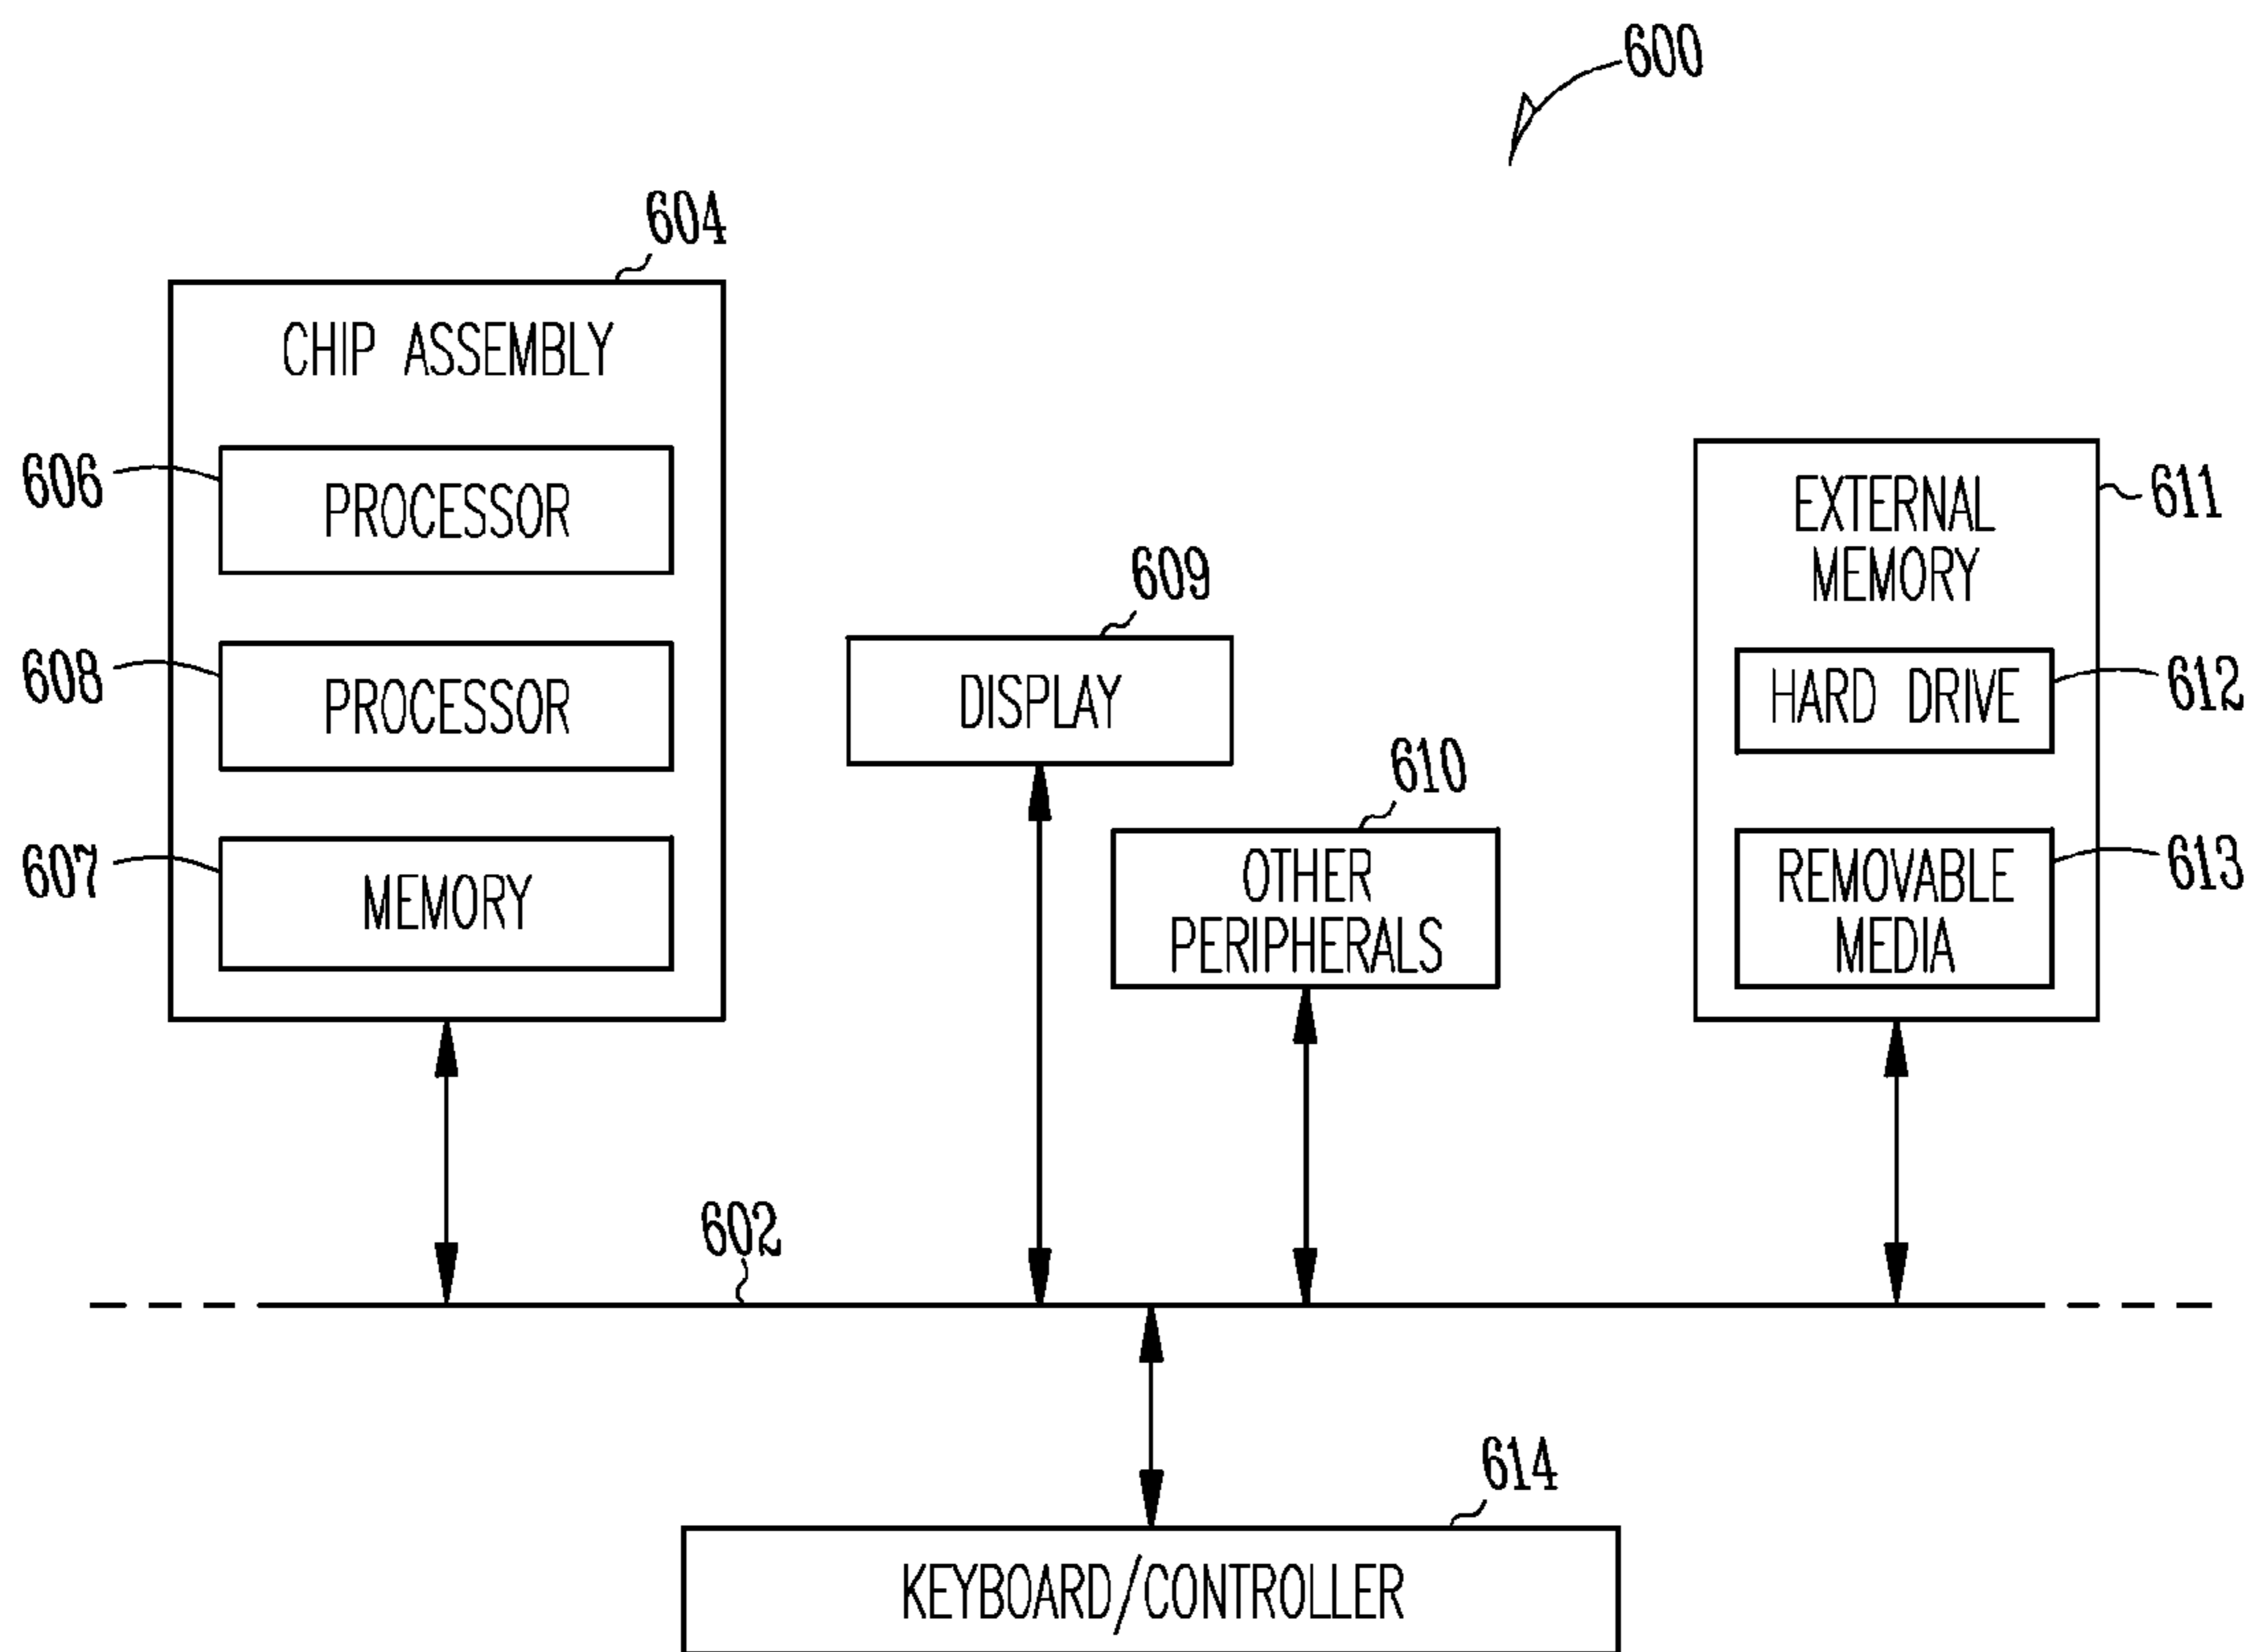 600
604
CHIP ASSEMBLY
606
PROCESSOR
608
PROCESSOR
607
MEMORY
609
DISPLAY
610
OTHER
PERIPHERALS
611
EXTERNAL
MEMORY
612
HARD DRIVE
613
REMOVABLE
MEDIA
602
614
KEYBOARD/CONTROLLER